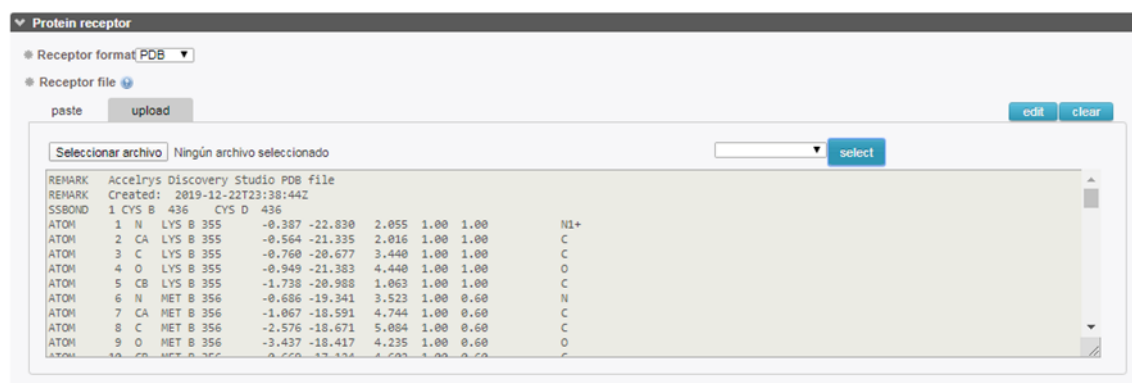 Protein receptor
Receptor format PDB
Receptor file
paste upload edit clear
Seleccionar archivo Ningún archivo seleccionado select
REMARK Accelrys Discovery Studio PDB file
REMARK Created: 2019-12-22T23:38:44Z
SSBOND 1 CYS B 436 CYS D 436
ATOM 1 N LYS B 355 -0.387 -22.830 2.055 1.00 1.00 N1+
ATOM 2 CA LYS B 355 -0.564 -21.335 2.016 1.00 1.00 C
ATOM 3 C LYS B 355 -0.760 -20.677 3.440 1.00 1.00 C
ATOM 4 O LYS B 355 -0.949 -21.383 4.440 1.00 1.00 O
ATOM 5 CB LYS B 355 -1.738 -20.988 1.063 1.00 1.00 C
ATOM 6 N MET B 356 -0.686 -19.341 3.523 1.00 0.60 N
ATOM 7 CA MET B 356 -1.067 -18.591 4.744 1.00 0.60 C
ATOM 8 C MET B 356 -2.576 -18.671 5.084 1.00 0.60 C
ATOM 9 O MET B 356 -3.437 -18.417 4.235 1.00 0.60 O